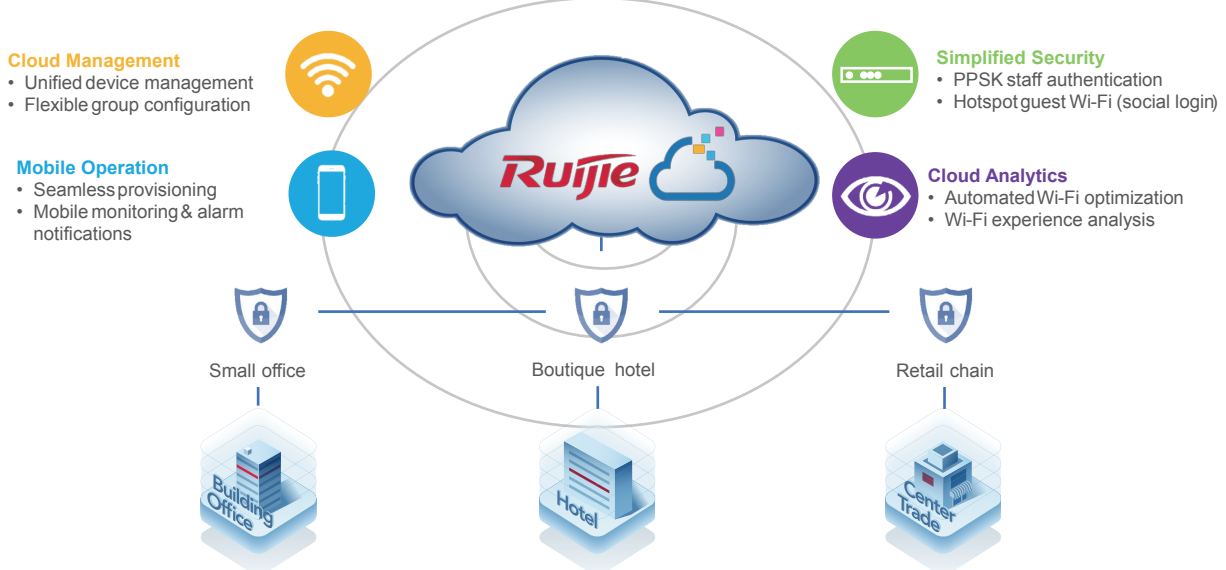 Cloud Management
• Unified device management
• Flexible group configuration
Mobile Operation
• Seamless provisioning
• Mobile monitoring & alarm
notifications
Ruijie
Simplified Security
• PPSK staff authentication
• Hotspot guest Wi-Fi (social login)
Cloud Analytics
• Automated Wi-Fi optimization
• Wi-Fi experience analysis
Small office
Boutique hotel
Retail chain
Building
Office
Hotel
Center
Trade